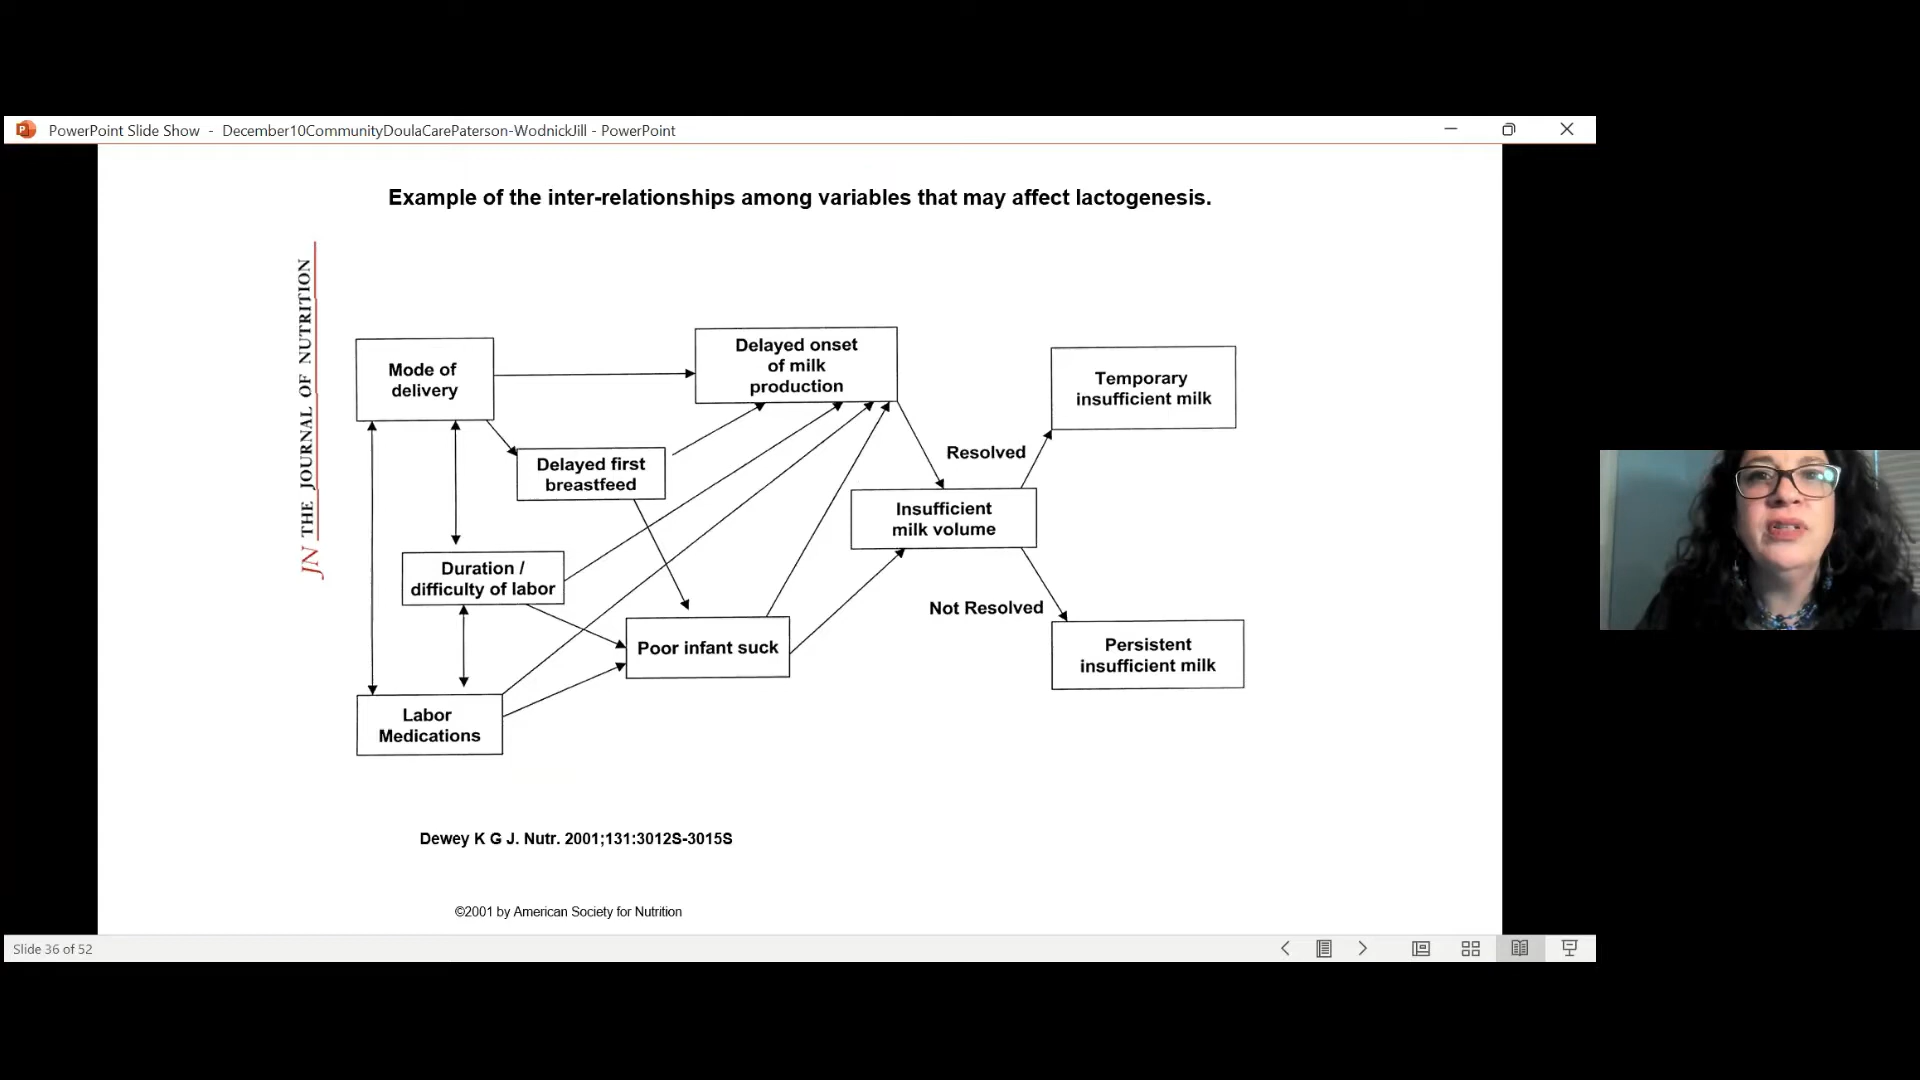 PowerPoint Slide Show - December10CommunityDoulaCarePaterson-WodnickJill - PowerPoint
Example of the inter-relationships among variables that may affect lactogenesis.
JN THE JOURNAL OF NUTRITION
Mode of
delivery
Delayed onset
of milk
production
Temporary
insufficient milk
Resolved
Delayed first
breastfeed
Insufficient
milk volume
Duration /
difficulty of labor
Not Resolved
Poor infant suck
Persistent
insufficient milk
Labor
Medications
Dewey K G J. Nutr. 2001;131:3012S-3015S
©2001 by American Society for Nutrition
Slide 36 of 52